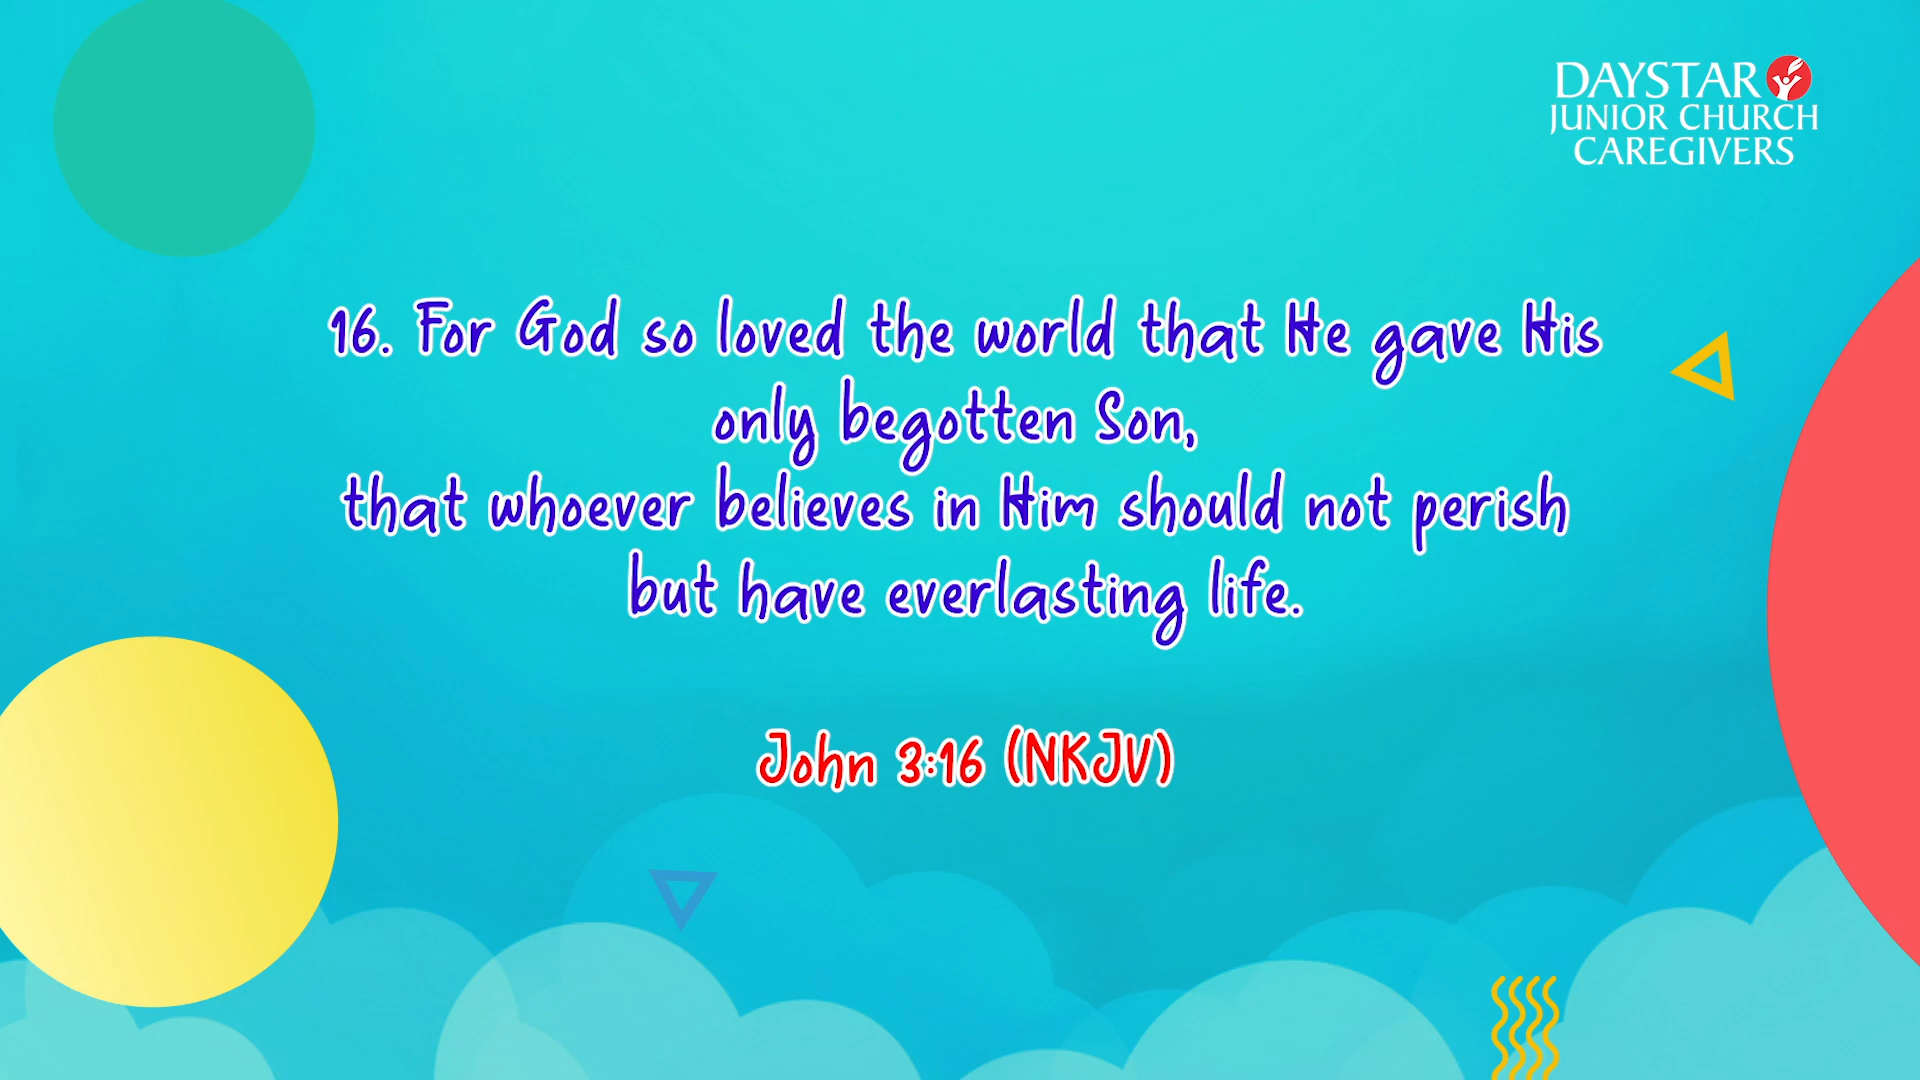 DAYSTAR
JUNIOR CHURCH
CAREGIVERS
16. For God so loved the world that He gave His
only begotten Son,
that whoever believes in Him should not perish
but have everlasting life.
John 3:16 (NKJV)